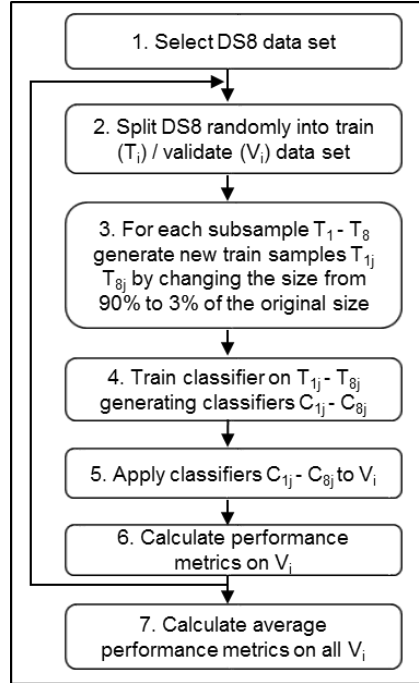 1. Select DS8 data set
2. Split DS8 randomly into train
(Ti) / validate (Vi) data set
3. For each subsample T1 - T8
generate new train samples T1j
T8j by changing the size from
90% to 3% of the original size
4. Train classifier on T1j - T8j
generating classifiers C1j - C8j
5. Apply classifiers C1j - C8j to Vi
6. Calculate performance
metrics on Vi
7. Calculate average
performance metrics on all Vi